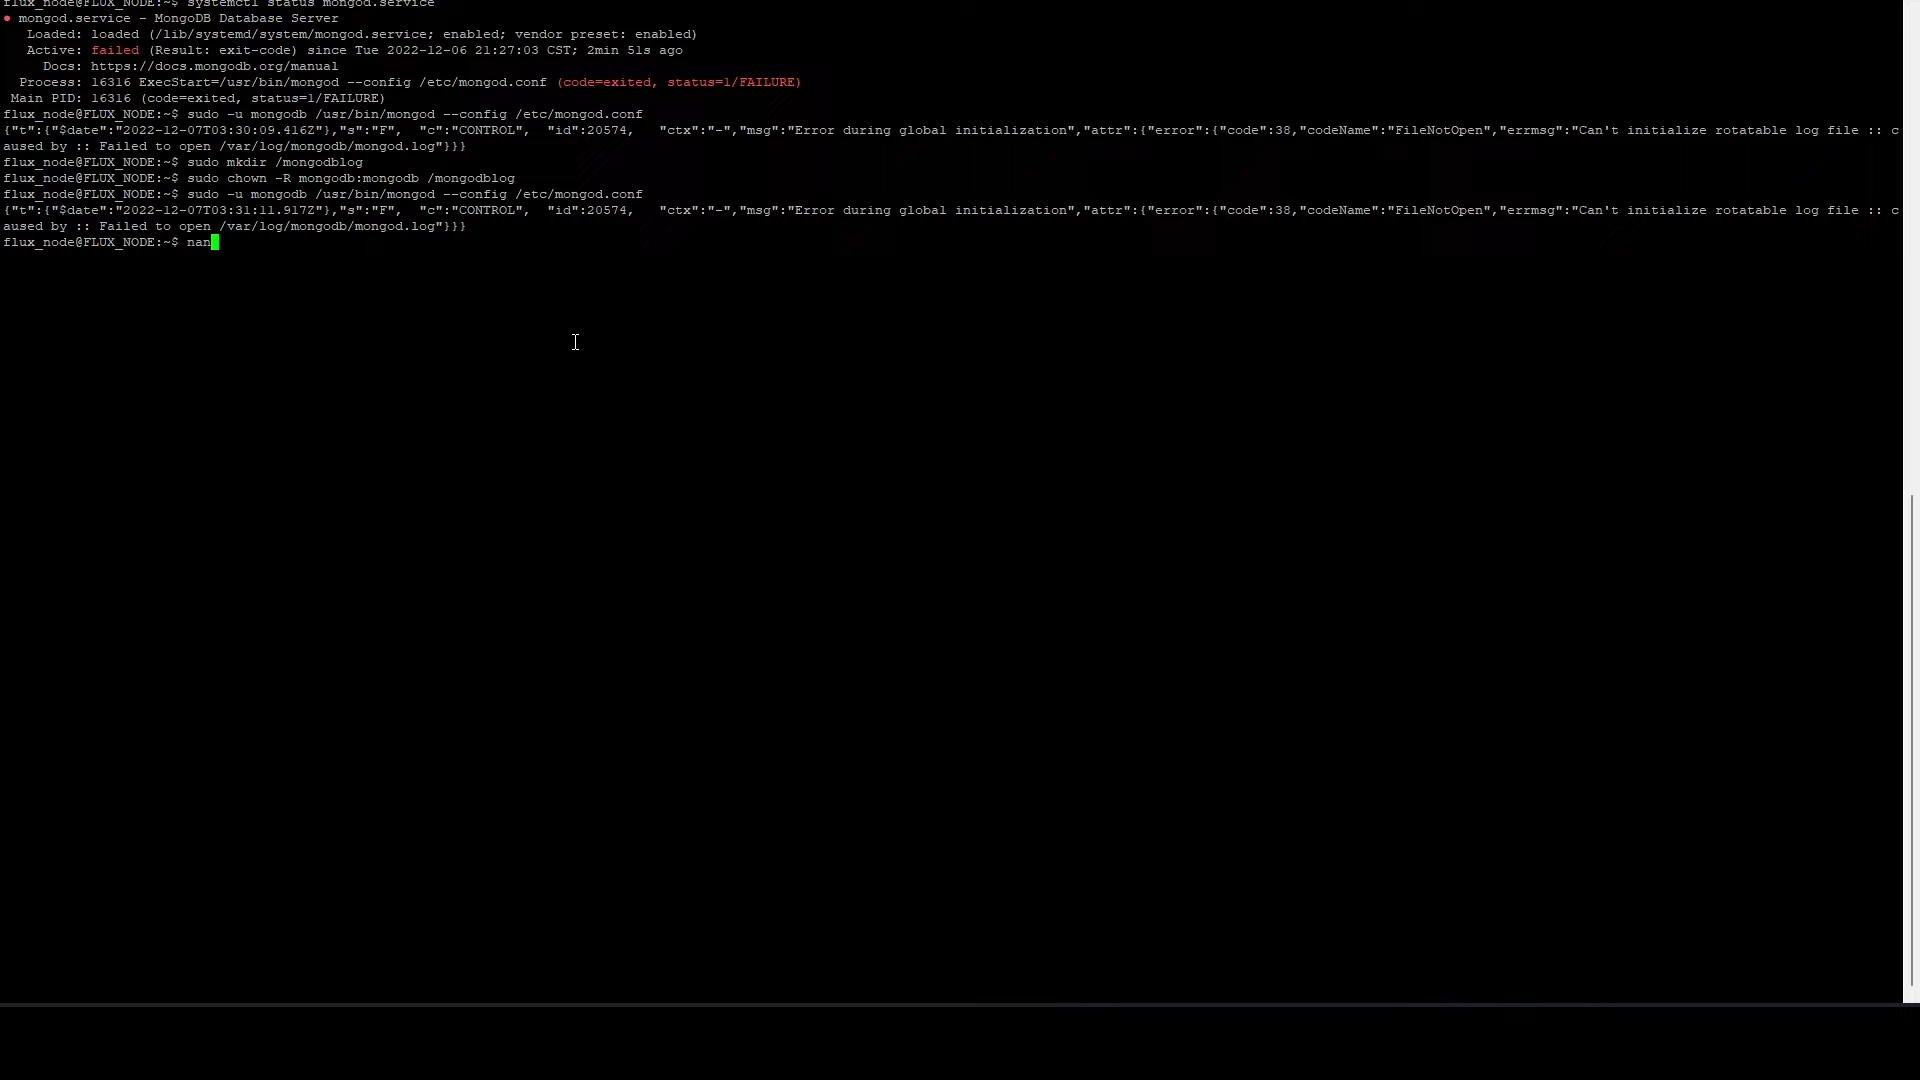 flux_node@FLUX_NODE:~$ systemctl status mongod.service
● mongod.service - MongoDB Database Server
   Loaded: loaded (/lib/systemd/system/mongod.service; enabled; vendor preset: enabled)
   Active: failed (Result: exit-code) since Tue 2022-12-06 21:27:03 CST; 2min 51s ago
     Docs: https://docs.mongodb.org/manual
  Process: 16316 ExecStart=/usr/bin/mongod --config /etc/mongod.conf (code=exited, status=1/FAILURE)
 Main PID: 16316 (code=exited, status=1/FAILURE)
flux_node@FLUX_NODE:~$ sudo -u mongodb /usr/bin/mongod --config /etc/mongod.conf
{"t":{"$date":"2022-12-07T03:30:09.416Z"},"s":"F",  "c":"CONTROL",  "id":20574,   "ctx":"-","msg":"Error during global initialization","attr":{"error":{"code":38,"codeName":"FileNotOpen","errmsg":"Can't initialize rotatable log file :: c
aused by :: Failed to open /var/log/mongodb/mongod.log"}}}
flux_node@FLUX_NODE:~$ sudo mkdir /mongodblog
flux_node@FLUX_NODE:~$ sudo chown -R mongodb:mongodb /mongodblog
flux_node@FLUX_NODE:~$ sudo -u mongodb /usr/bin/mongod --config /etc/mongod.conf
{"t":{"$date":"2022-12-07T03:31:11.917Z"},"s":"F",  "c":"CONTROL",  "id":20574,   "ctx":"-","msg":"Error during global initialization","attr":{"error":{"code":38,"codeName":"FileNotOpen","errmsg":"Can't initialize rotatable log file :: c
aused by :: Failed to open /var/log/mongodb/mongod.log"}}}
flux_node@FLUX_NODE:~$ nan